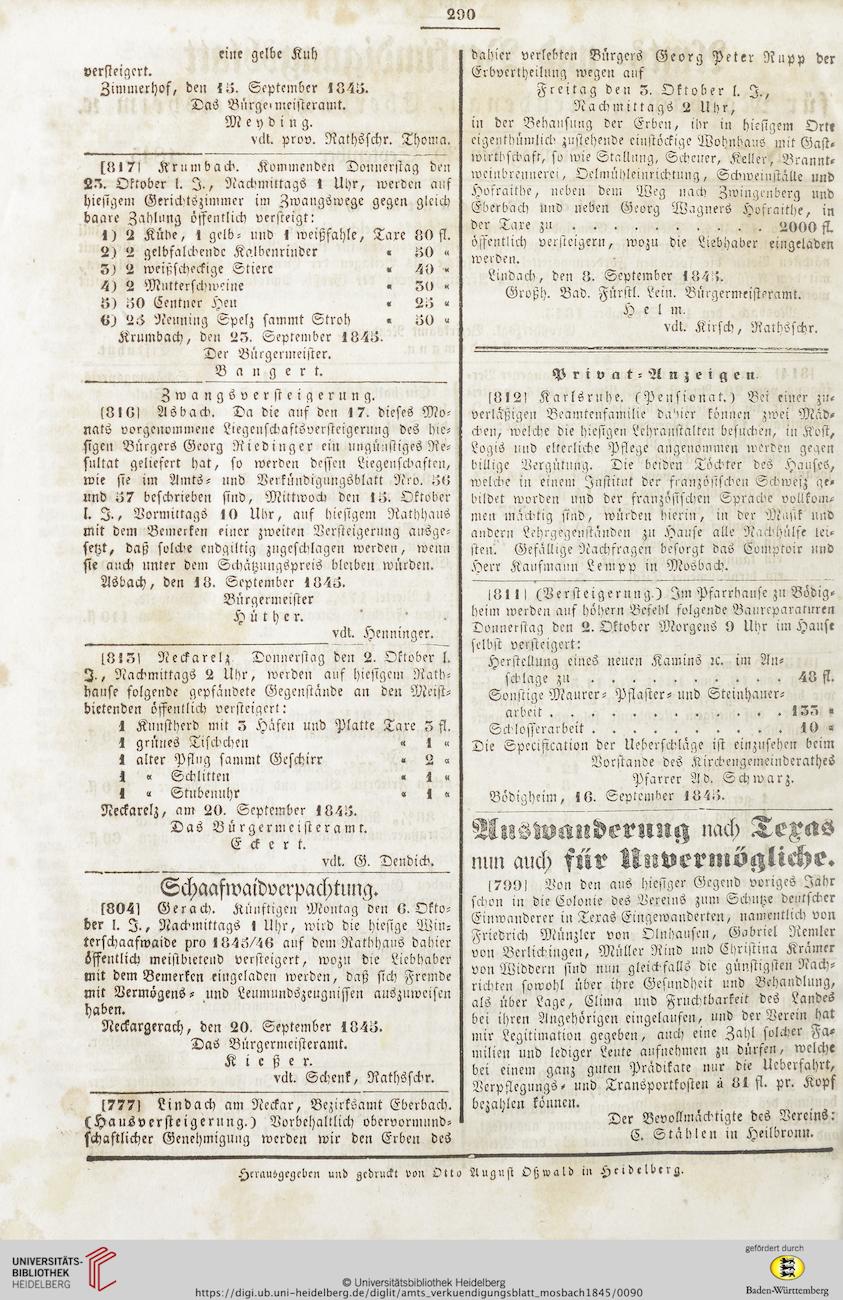 290
eine gelbe Kuh
versteigert.
Zimmerhof, den 15. September 1845.
Das Bürgermeisteramt.
Meyding.
vdt. prov. Rathsschr. Thoma.
[817] Krumbach. Kommenden Donnerstag den
23. Oktober l. J., Nachmittags 1 Uhr, werden auf
hiesigem Gerichtszimmer im Zwangswege gegen gleich
baare Zahlung öffentlich versteigt:
1) 2 Kühe, 1 gelb- und 1 weißfahle, Taxe 80 fl.
2) 2 gelbfalchende Kalbenrinder " 50 "
3) 2 weißscheckige Stiere " 40 "
4) 2 Mutterschweine " 30 "
5) 50 Centner Heu " 25 "
6) 25 Neuning Spelz sammt Stroh " 50 "
Krumbach, den 23. September 1845.
Der Bürgermeister.
Bangert.
Zwangsversteigerung.
[816] Asbach. Da die auf den 17. dieses Mo-
nats vorgenommene Liegenschaftsversteigerung des hie-
sigen Bürgers Georg Riedinger ein ungünstiges Re-
sultat geliefert hat, so werden dessen Liegenschaften,
wie sie im Amts- und Verkündigungsblatt Nro. 56
und 57 beschrieben sind, Mittwoch den 15. Oktober
l. J., Vormittags 10 Uhr, auf hiesigem Rathhaus
mit dem Bemerken einer zweiten Versteigerung ausge-
setzt, daß solche endgiltig zugeschlagen werden, wenn
sie auch unter dem Schätzungspreis bleiben würden.
Asbach, den 18. September 1845.
Bürgermeister
Hüther.
vdt. Henninger.
[815] Neckarelz Donnerstag den 2. Oktober l.
J., Nachmittags 2 Uhr, werden auf hiesigem Rath-
hause folgende gepfändete Gegenstände an den Meist-
bietenden öffentlich versteigert:
1 Kunstherd mit 3 Häfen und Platte Taxe 5 fl.
1 grünes Tischchen " 1 "
1 alter Pflug sammt Geschirr " 2 "
1 " Schlitten " 1 "
1 " Stubenuhr " 1 "
Neckarelz, am 20. September 1845.
Das Bürgermeisteramt.
Eckert.
vdt. G. Dendich.
Schaafwaidverpachtung.
[804] Gerach. Künftigen Montag den 6. Okto-
ber l. J., Nachmittags 1 Uhr, wird die hiesige Win-
terschaafwaide pro 1845/46 auf dem Rathhaus dahier
öffentlich meistbietend versteigert, wozu die Liebhaber
mit dem Bemerken eingeladen werden, daß sich Fremde
mit Vermögens- und Leumundszeugnissen auszuweisen
haben.
Neckargerach, den 20. September 1845.
Das Bürgermeisteramt.
Kießer.
vdt. Schenk, Rathsschr.
[777] Lindach am Neckar, Bezirksamt Eberbach.
(Hausversteigerung.) Vorbehaltlich obervormund-
schaftlicher Genehmigung werden wir den Erben des
dahier verlebten Bürgers Georg Peter Rupp der
Erbvertheilung wegen auf
Freitag den 3. Oktober l. J.,
Nachmittags 2 Uhr,
in der Behausung der Erben, ihr in hiesigem Orte
eigenthümlich zustehende einstöckige Wohnhaus mit Gast-
wirthschaft, so wie Stallung, Scheuer, Keller, Brannt-
weinbrennerei, Oelmühleinrichtung, Schweinställe und
Hofraithe, neben dem Weg nach Zwingenberg und
Eberbach und neben Georg Wagners Hofraithe, in
der Taxe zu . . . . . . . . . . 2000 fl.
öffentlich versteigern, wozu die Liebhaber eingeladen
werden.
Lindach, den 8. September 1845.
Großh. Bad. Fürstl. Lein. Bürgermeisteramt.
Helm.
vdt. Kirsch, Rathsschr.
Privat-Anzeigen.
[812] Karlsruhe. (Pensionat.) Bei einer zu-
verläßigen Beamtenfamilie dahier können zwei Mäd-
chen, welche die hiesigen Lehranstalten besuchen, in Kost,
Logis und elterliche Pflege angenommen werden gegen
billige Vergütung. Die beiden Töchter des Hauses,
welche in einem Institut der französischen Schweiz ge-
bildet worden und der französischen Sprache vollkom-
men mächtig sind, würden hierin, in der Musik und
andern Lehrgegenständen zu Hause alle Nachhülfe lei-
sten. Gefällige Nachfragen besorgt das Comptoir und
Herr Kaufmann Lempp in Mosbach.
[811] (Versteigerung.) Im Pfarrhause zu Bödig-
heim werden auf höhern Befehl folgende Baureparaturen
Donnerstag den 2. Oktober Morgens 9 Uhr im Hause
selbst versteigert:
Herstellung eines neuen Kamins ꝛc. im An-
schlage zu . . . . . . . . . . 48 fl.
Sonstige Maurer- Pflaster- und Steinhauer-
arbeit . . . . . . . . . . . 133 "
Schlosserarbeit . . . . . . . . . 10 "
Die Specification der Ueberschläge ist einzusehen beim
Vorstande des Kirchengemeinderathes
Pfarrer Ad. Schwarz.
Bödigheim, 16. September 1845.
Auswanderung nach Texas
nun auch für Unvermögliche.
[799] Von den aus hiesiger Gegend voriges Jahr
schon in die Colonie des Vereins zum Schutze deutscher
Einwanderer in Texas Eingewanderten, namentlich von
Friedrich Münzler von Olnhausen, Gabriel Remler
von Berlichingen, Müller Rind und Christina Krämer
von Widdern sind nun gleichfalls die günstigsten Nach-
richten sowohl über ihre Gesundheit und Behandlung,
als über Lage, Clima und Fruchtbarkeit des Landes
bei ihren Angehörigen eingelaufen, und der Verein hat
mir Legitimation gegeben, auch eine Zahl solcher Fa-
milien und lediger Leute aufnehmen zu dürfen, welche
bei einem ganz guten Prädikate nur die Ueberfahrt,
Verpflegungs- und Transportkosten à 81 fl. pr. Kopf
bezahlen können.
Der Bevollmächtigte des Vereins:
C. Stählen in Heilbronn.
Herausgegeben und gedruckt von Otto August Oßwald in Heidelberg.
UNIVERSITÄTS-
BIBLIOTHEK
HEIDELBERG
© Universitätsbibliothek Heidelberg
https://digi.ub.uni-heidelberg.de/diglit/amts_verkuendigungsblatt_mosbach1845/0090
gefördert durch
Baden-Württemberg